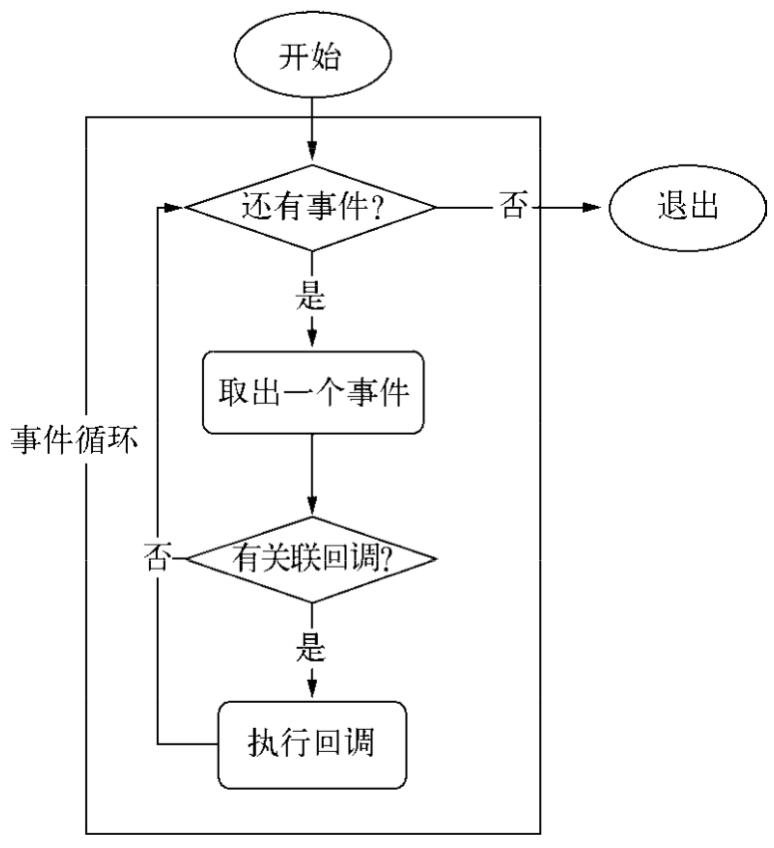 开始
还有事件?
否
退出
是
取出一个事件
事件循环
有关联回调?
否
是
执行回调